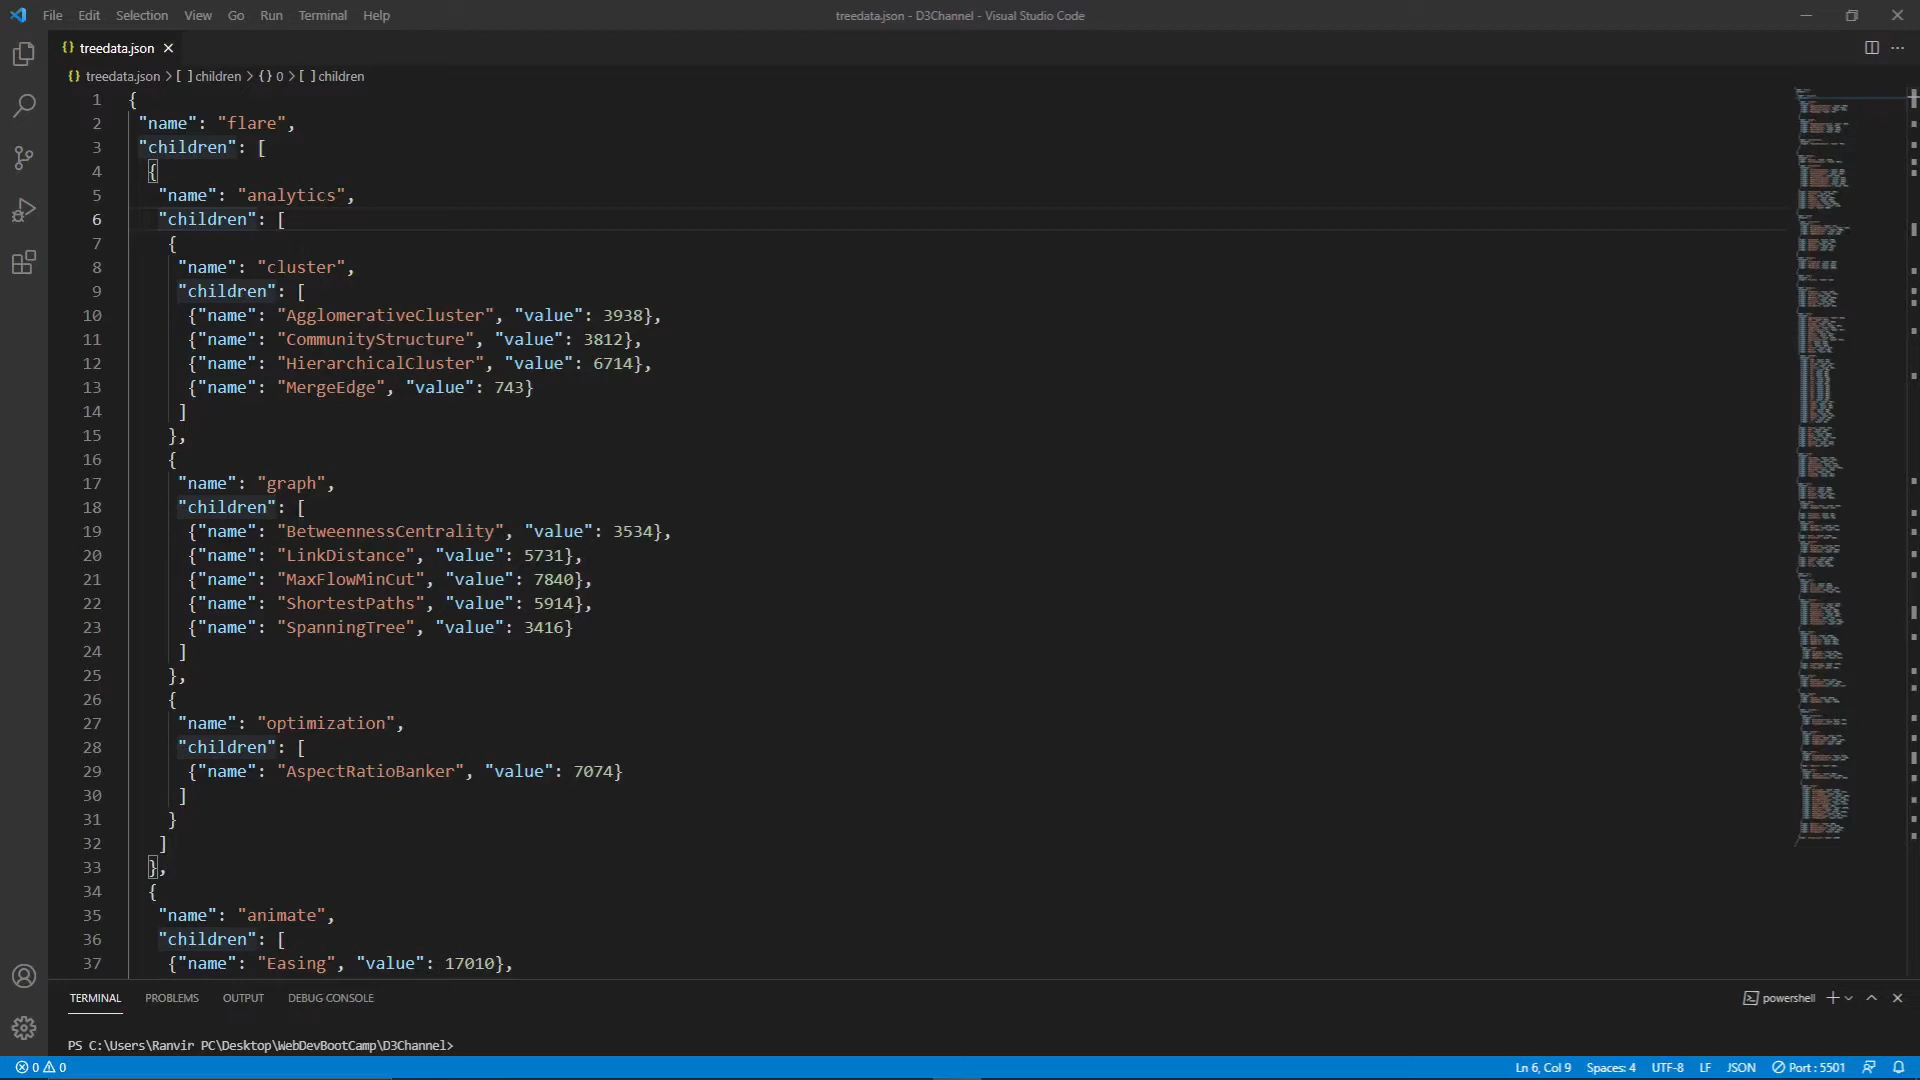 File Edit Selection View Go Run Terminal Help treedata.json - D3Channel - Visual Studio Code
{} treedata.json
{} treedata.json > [ ] children > {} 0 > [ ] children
1 {
2 "name": "flare",
3 "children": [
4 {
5 "name": "analytics",
6 "children": [
7 {
8 "name": "cluster",
9 "children": [
10 {"name": "AgglomerativeCluster", "value": 3938},
11 {"name": "CommunityStructure", "value": 3812},
12 {"name": "HierarchicalCluster", "value": 6714},
13 {"name": "MergeEdge", "value": 743}
14 ]
15 },
16 {
17 "name": "graph",
18 "children": [
19 {"name": "BetweennessCentrality", "value": 3534},
20 {"name": "LinkDistance", "value": 5731},
21 {"name": "MaxFlowMinCut", "value": 7840},
22 {"name": "ShortestPaths", "value": 5914},
23 {"name": "SpanningTree", "value": 3416}
24 ]
25 },
26 {
27 "name": "optimization",
28 "children": [
29 {"name": "AspectRatioBanker", "value": 7074}
30 ]
31 }
32 ]
33 },
34 {
35 "name": "animate",
36 "children": [
37 {"name": "Easing", "value": 17010},
TERMINAL PROBLEMS OUTPUT DEBUG CONSOLE powershell
PS C:\Users\Ranvir PC\Desktop\WebDevBootCamp\D3Channel>
0 0 Ln 6, Col 9 Spaces: 4 UTF-8 LF JSON Port : 5501